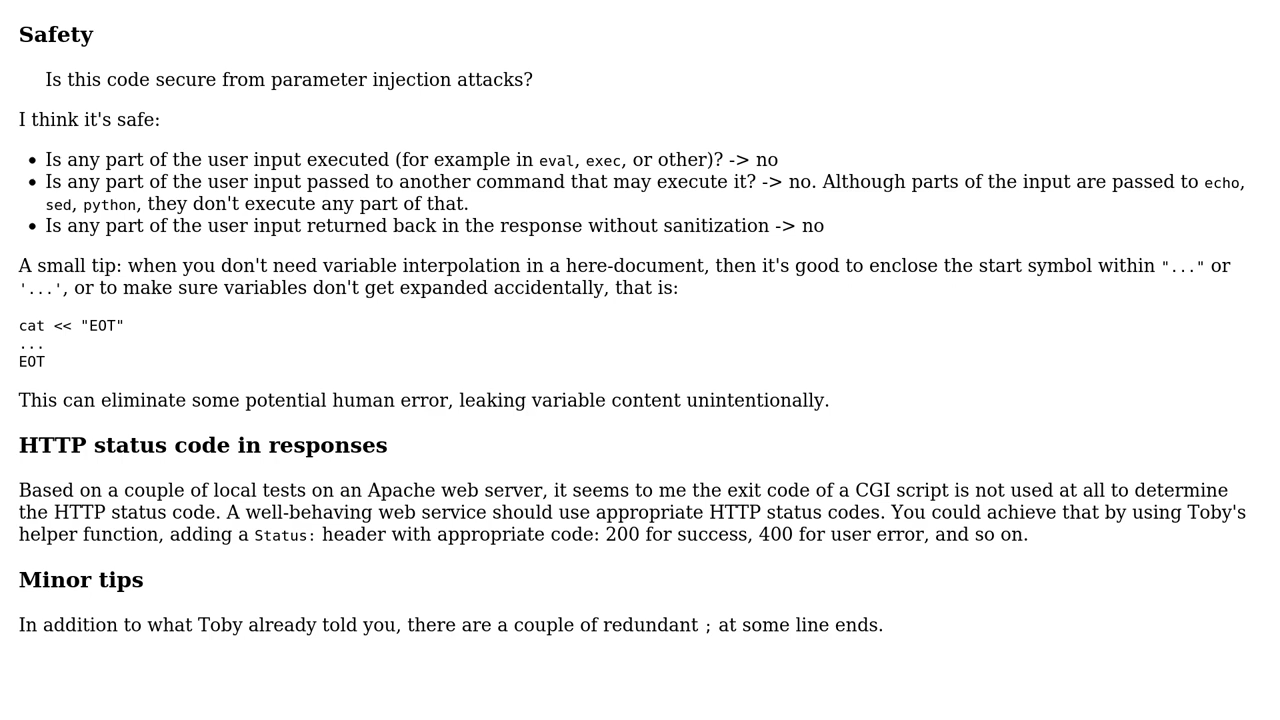 Safety
Is this code secure from parameter injection attacks?
I think it's safe:
• Is any part of the user input executed (for example in eval, exec, or other)? -> no
• Is any part of the user input passed to another command that may execute it? -> no. Although parts of the input are passed to echo,
sed, python, they don't execute any part of that.
• Is any part of the user input returned back in the response without sanitization -> no
A small tip: when you don't need variable interpolation in a here-document, then it's good to enclose the start symbol within "..." or
'...', or to make sure variables don't get expanded accidentally, that is:
cat << "EOT"
...
EOT
This can eliminate some potential human error, leaking variable content unintentionally.
HTTP status code in responses
Based on a couple of local tests on an Apache web server, it seems to me the exit code of a CGI script is not used at all to determine
the HTTP status code. A well-behaving web service should use appropriate HTTP status codes. You could achieve that by using Toby's
helper function, adding a Status: header with appropriate code: 200 for success, 400 for user error, and so on.
Minor tips
In addition to what Toby already told you, there are a couple of redundant ; at some line ends.